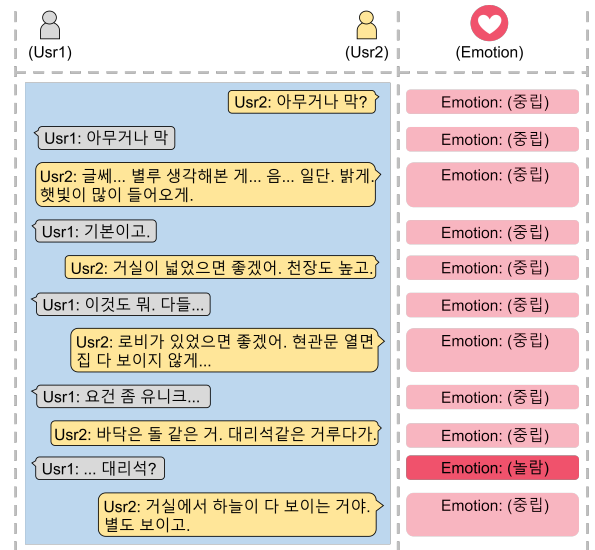 (Usr1)
(Usr2)
(Emotion)
Usr2: 아무거나 막?
Emotion: (중립)
Usr1: 아무거나 막
Emotion: (중립)
Usr2: 글쎄... 별루 생각해본 게... 음... 일단. 밝게.
햇빛이 많이 들어오게.
Emotion: (중립)
Usr1: 기본이고.
Emotion: (중립)
Usr2: 거실이 넓었으면 좋겠어. 천장도 높고.
Emotion: (중립)
Usr1: 이것도 뭐. 다들...
Emotion: (중립)
Usr2: 로비가 있었으면 좋겠어. 현관문 열면
집 다 보이지 않게...
Emotion: (중립)
Usr1: 요건 좀 유니크...
Emotion: (중립)
Usr2: 바닥은 돌 같은 거. 대리석같은 거루다가.
Emotion: (중립)
Usr1: ... 대리석?
Emotion: (놀람)
Usr2: 거실에서 하늘이 다 보이는 거야.
별도 보이고.
Emotion: (중립)